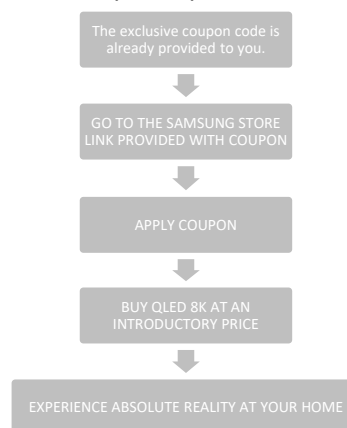 The exclusive coupon code is
already provided to you.
GO TO THE SAMSUNG STORE
LINK PROVIDED WITH COUPON
APPLY COUPON
BUY QLED 8K AT AN
INTRODUCTORY PRICE
EXPERIENCE ABSOLUTE REALITY AT YOUR HOME